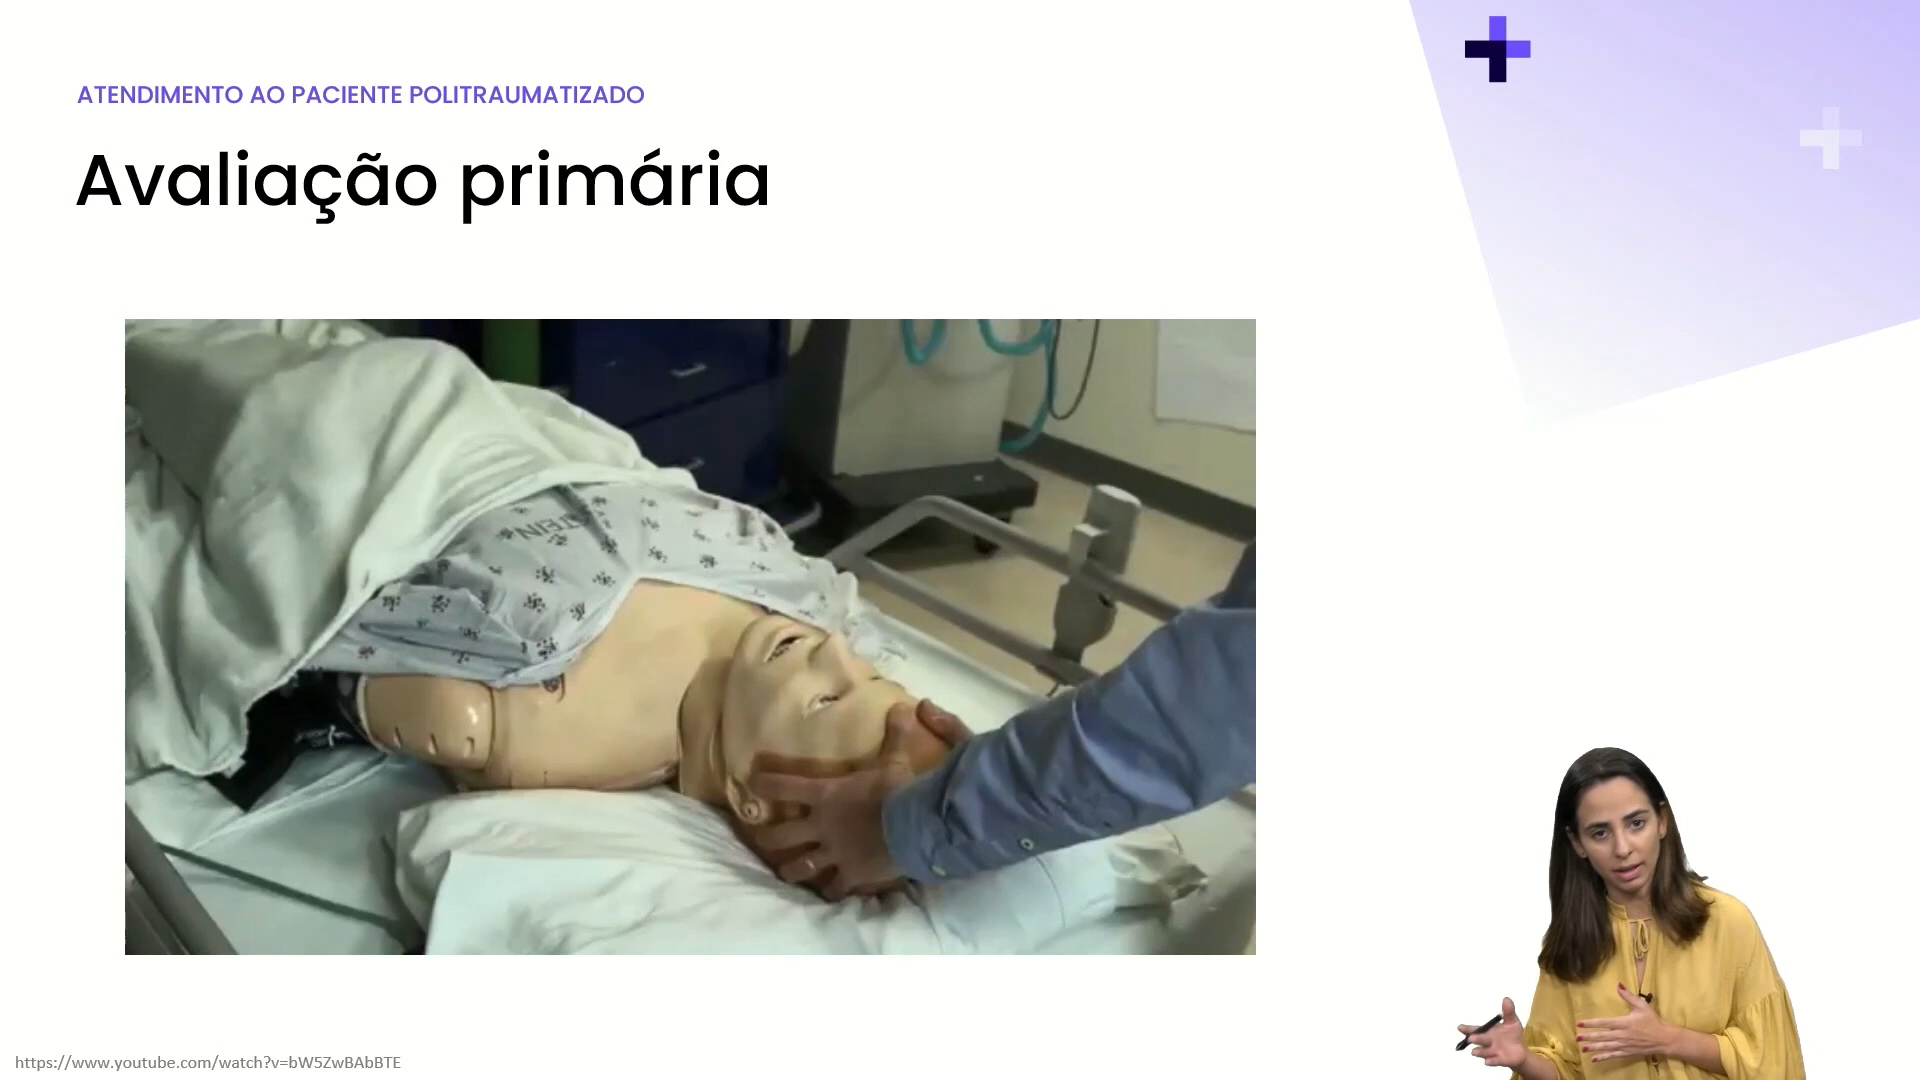 ATENDIMENTO AO PACIENTE POLITRAUMATIZADO
Avaliação primária
https://www.youtube.com/watch?v=bW5ZwBAbBTE